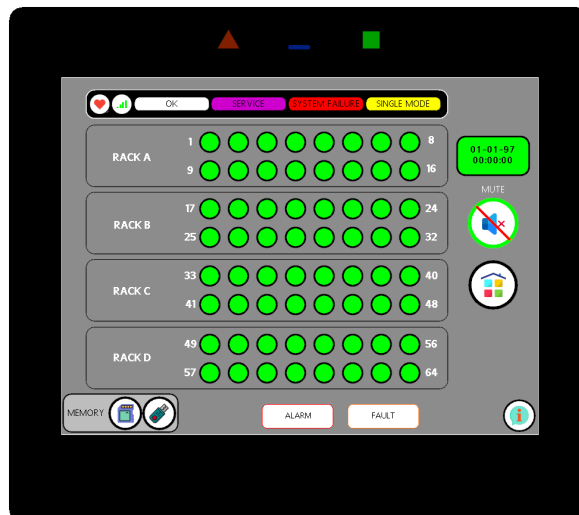 OK SERVICE SYSTEM FAILURE SINGLE MODE
RACK A
1 8
9 16
RACK B
17 24
25 32
RACK C
33 40
41 48
RACK D
49 56
57 64
01-01-97
00:00:00
MUTE
MEMORY
ALARM
FAULT
i